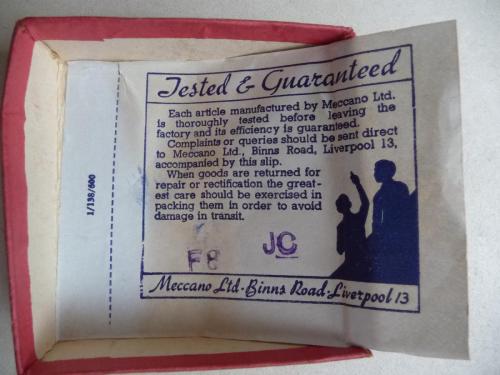 Tested & Guaranteed
Each article manufactured by Meccano Ltd.
is thoroughly tested before leaving the
factory and its efficiency is guaranteed.
Complaints or queries should be sent direct
to Meccano Ltd., Binns Road, Liverpool 13,
accompanied by this slip.
When goods are returned for
repair or rectification the great-
est care should be exercised in
packing them in order to avoid
damage in transit.
F8
JC
Meccano Ltd·Binns Road·Liverpool 13
1/138/600